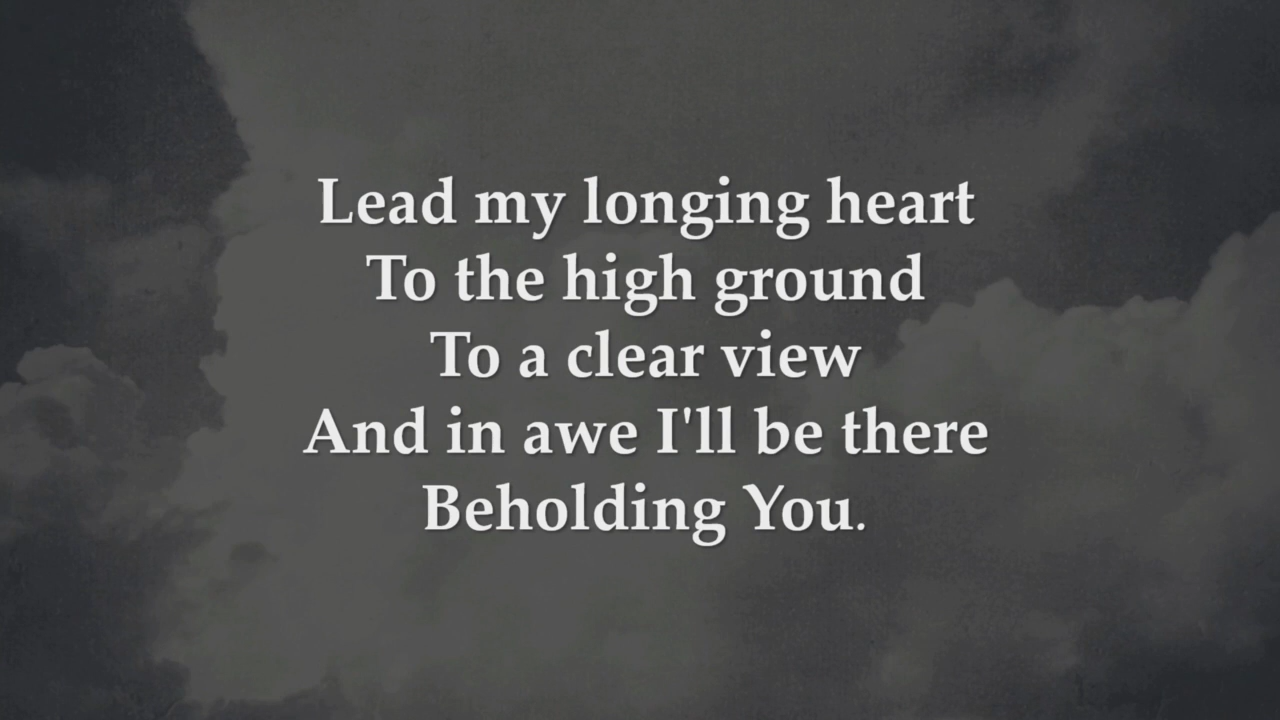 Lead my longing heart
To the high ground
To a clear view
And in awe I'll be there
Beholding You.